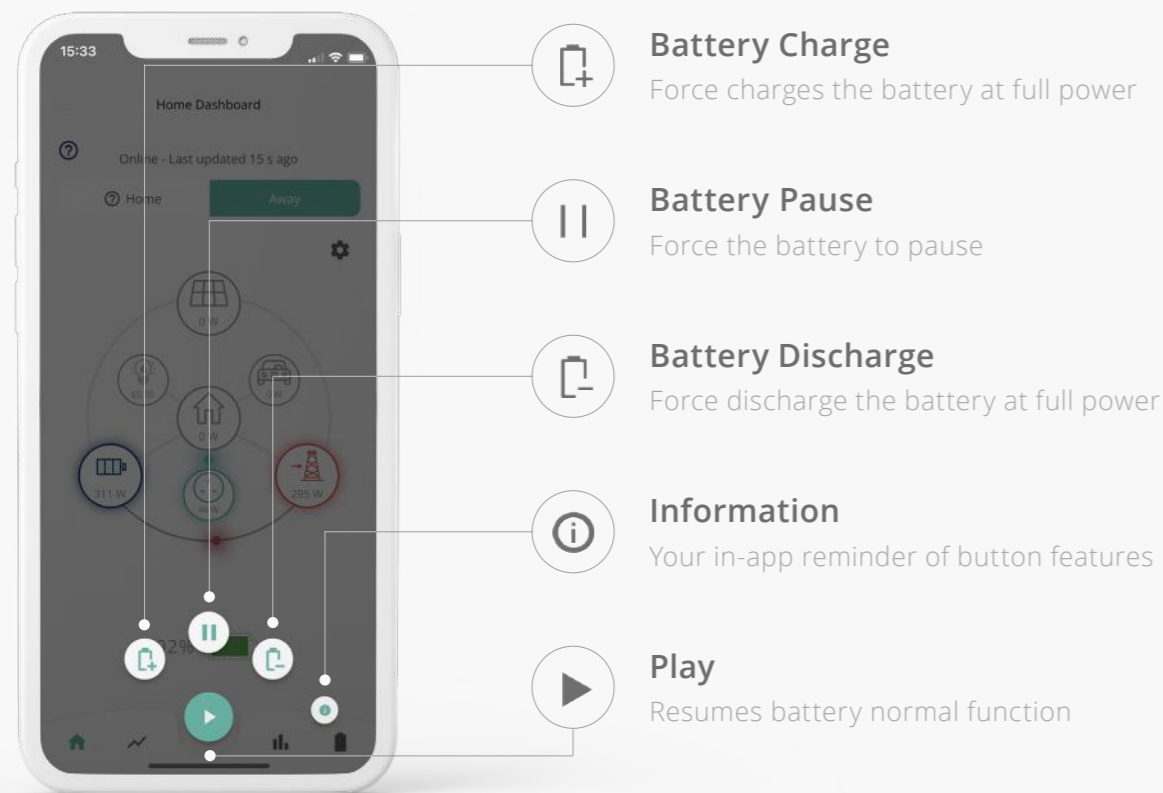 15:33
Home Dashboard
Online - Last updated 15 s ago
Home
Away
0 W
£0.00
0 W
0 W
311 W
295 W
Battery Charge
Force charges the battery at full power
Battery Pause
Force the battery to pause
Battery Discharge
Force discharge the battery at full power
Information
Your in-app reminder of button features
Play
Resumes battery normal function